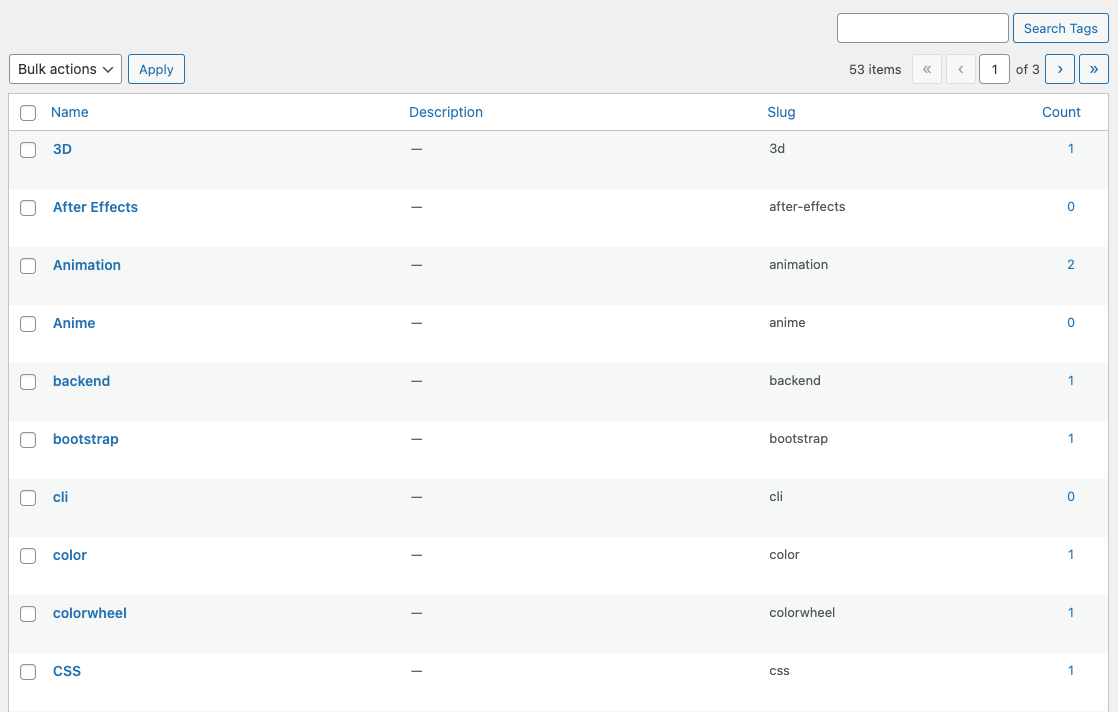 Search Tags
Bulk actions Apply 53 items « ‹ 1 of 3 › »
Name Description Slug Count
3D — 3d 1
After Effects — after-effects 0
Animation — animation 2
Anime — anime 0
backend — backend 1
bootstrap — bootstrap 1
cli — cli 0
color — color 1
colorwheel — colorwheel 1
CSS — css 1